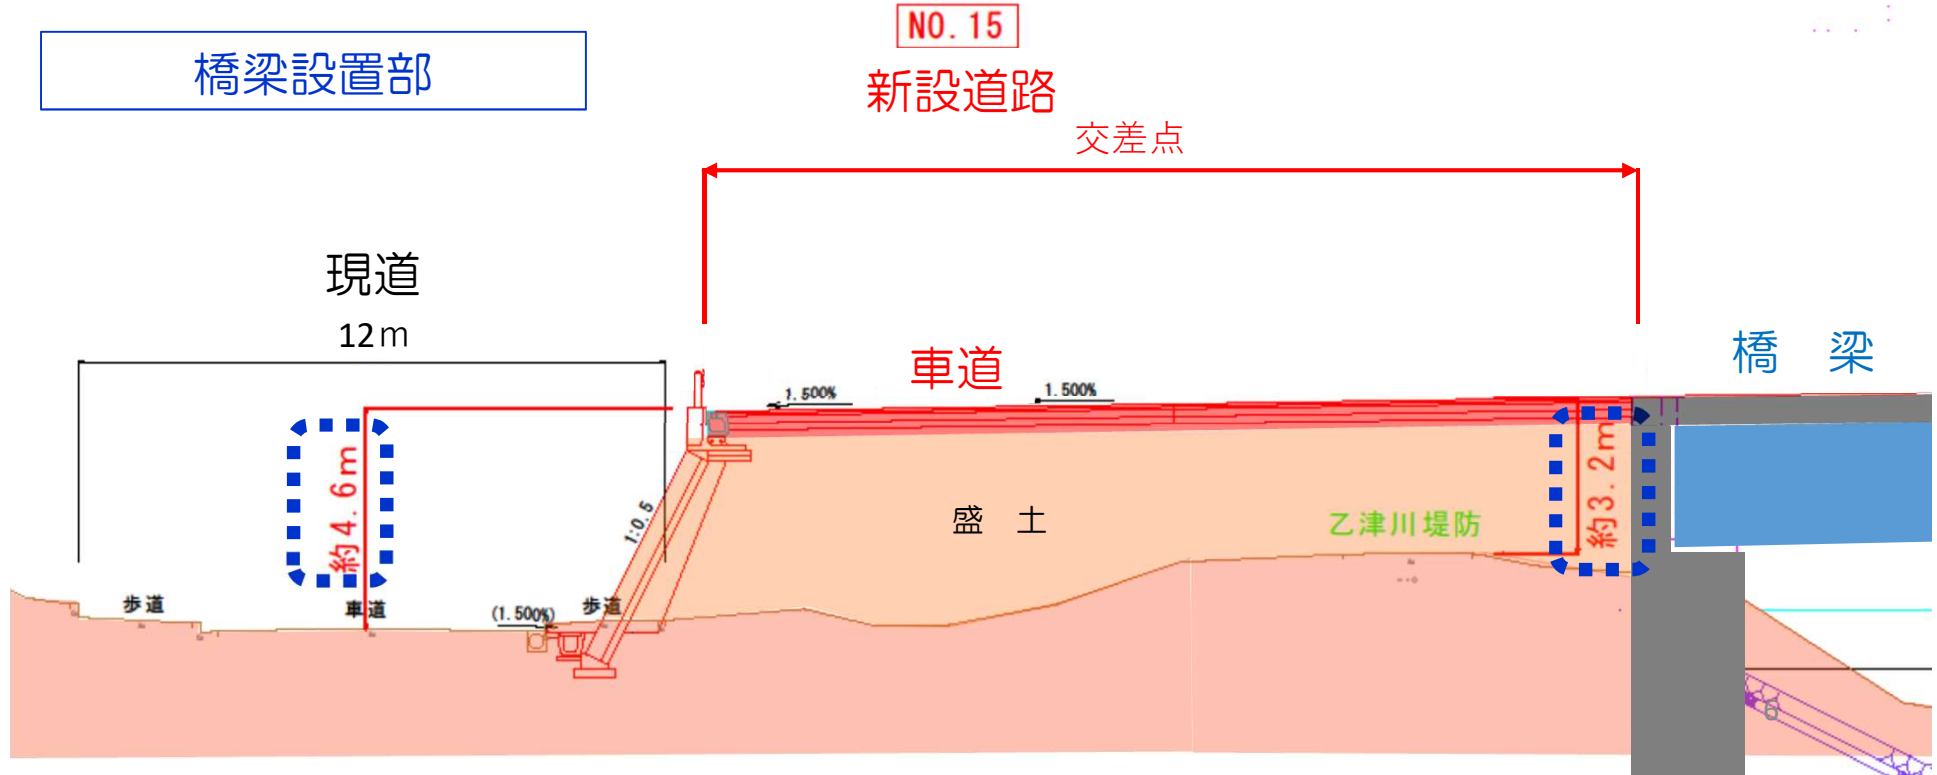 NO.15
橋梁設置部
新設道路
交差点
現道
12m
車道
橋　梁
1.500%
1.500%
約4.6m
約3.2m
1:0.5
盛　土
乙津川堤防
歩道
車道
(1.500%)
歩道
6